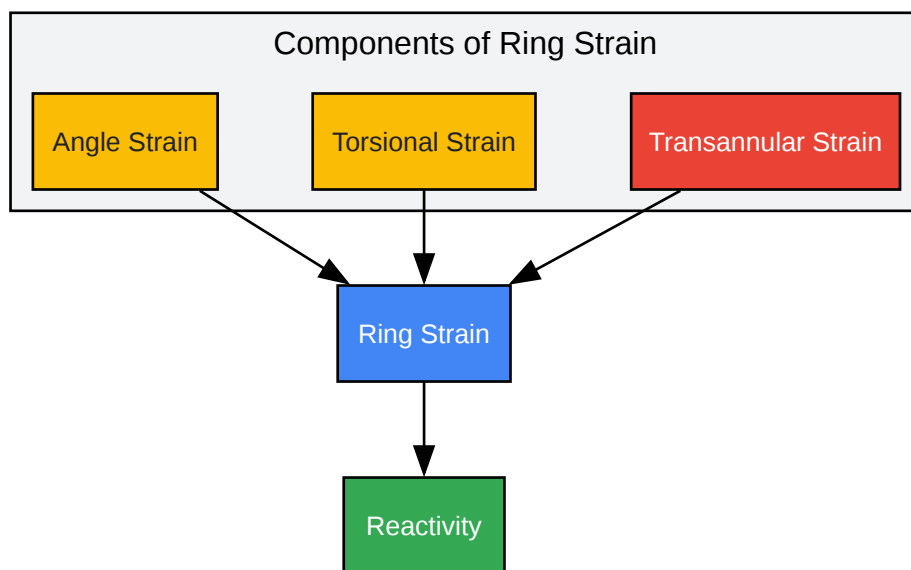 Components of Ring Strain
Angle Strain
Torsional Strain
Transannular Strain
Ring Strain
Reactivity